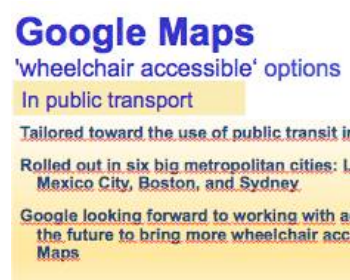 Google Maps
'wheelchair accessible‘ options
In public transport
Tailored toward the use of public transit
Rolled out in six big metropolitan cities:
Mexico City, Boston, and Sydney
Google looking forward to working with
the future to bring more wheelchair
Maps